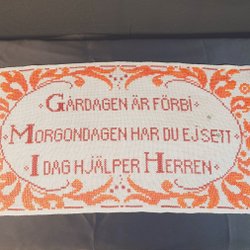 · GÅRDAGEN ÄR FÖRBI ·
· MORGONDAGEN HAR DU EJ SETT
· I DAG HJÄLPER HERREN ·